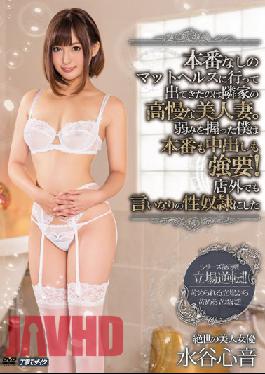 本番なしの
マットヘルスに行って
出てきたのは隣家の
高慢な美人妻。
弱みを握った僕は
本番も中出しも
強要!
店外でも
言いなりの性奴隷にした
立場逆転!!
絶世の美人女優
水谷心音
JAVHD